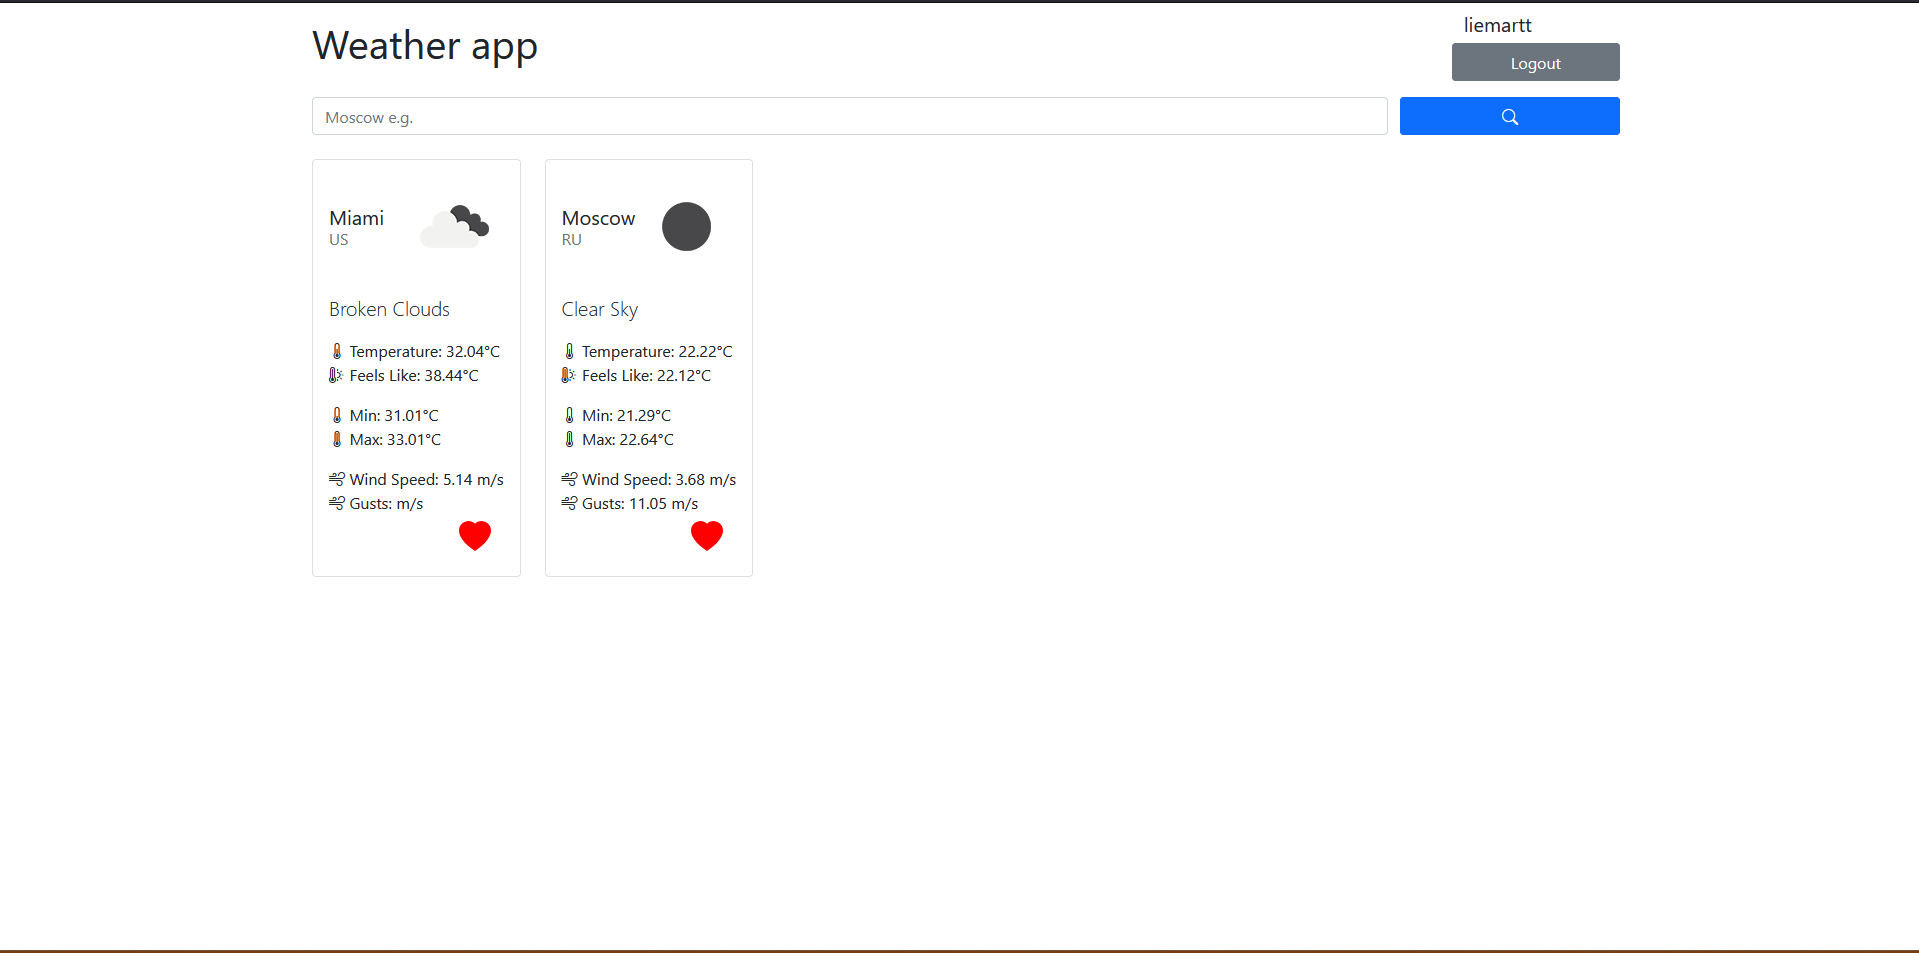 Weather app
liemartt
Logout
Moscow e.g.
Miami
US
Broken Clouds
Temperature: 32.04°C
Feels Like: 38.44°C
Min: 31.01°C
Max: 33.01°C
Wind Speed: 5.14 m/s
Gusts: m/s
Moscow
RU
Clear Sky
Temperature: 22.22°C
Feels Like: 22.12°C
Min: 21.29°C
Max: 22.64°C
Wind Speed: 3.68 m/s
Gusts: 11.05 m/s